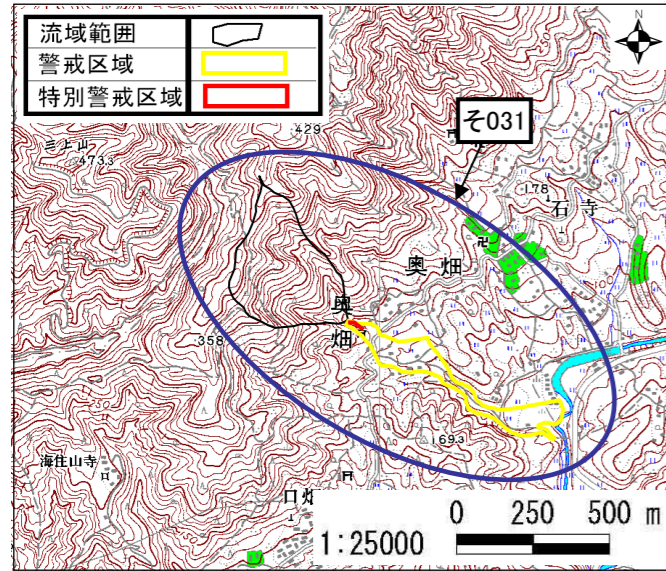 流域範囲
警戒区域
特別警戒区域
N
そ031
三上山
473.3
429
178
石寺
奥畑
奥畑
358
169.3
海住山寺
口畑
0 250 500 m
1:25000